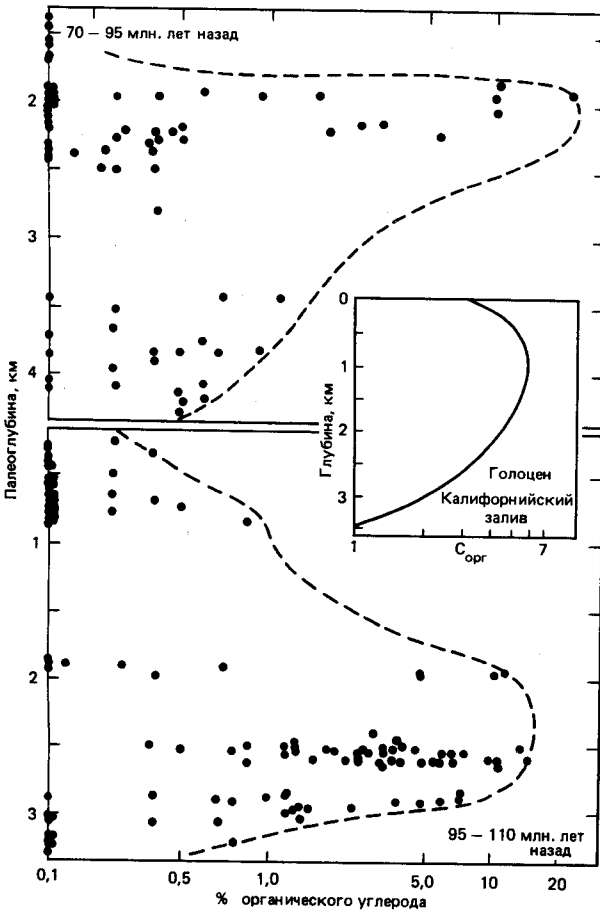 70 – 95 млн. лет назад
2
3
4
Палеоглубина, км
0
1
2
3
Глубина, км
Голоцен
Калифорнийский
залив
1
7
Cорг
1
2
3
95 – 110 млн. лет
назад
0,1
0,5
1,0
5,0
10
20
% органического углерода